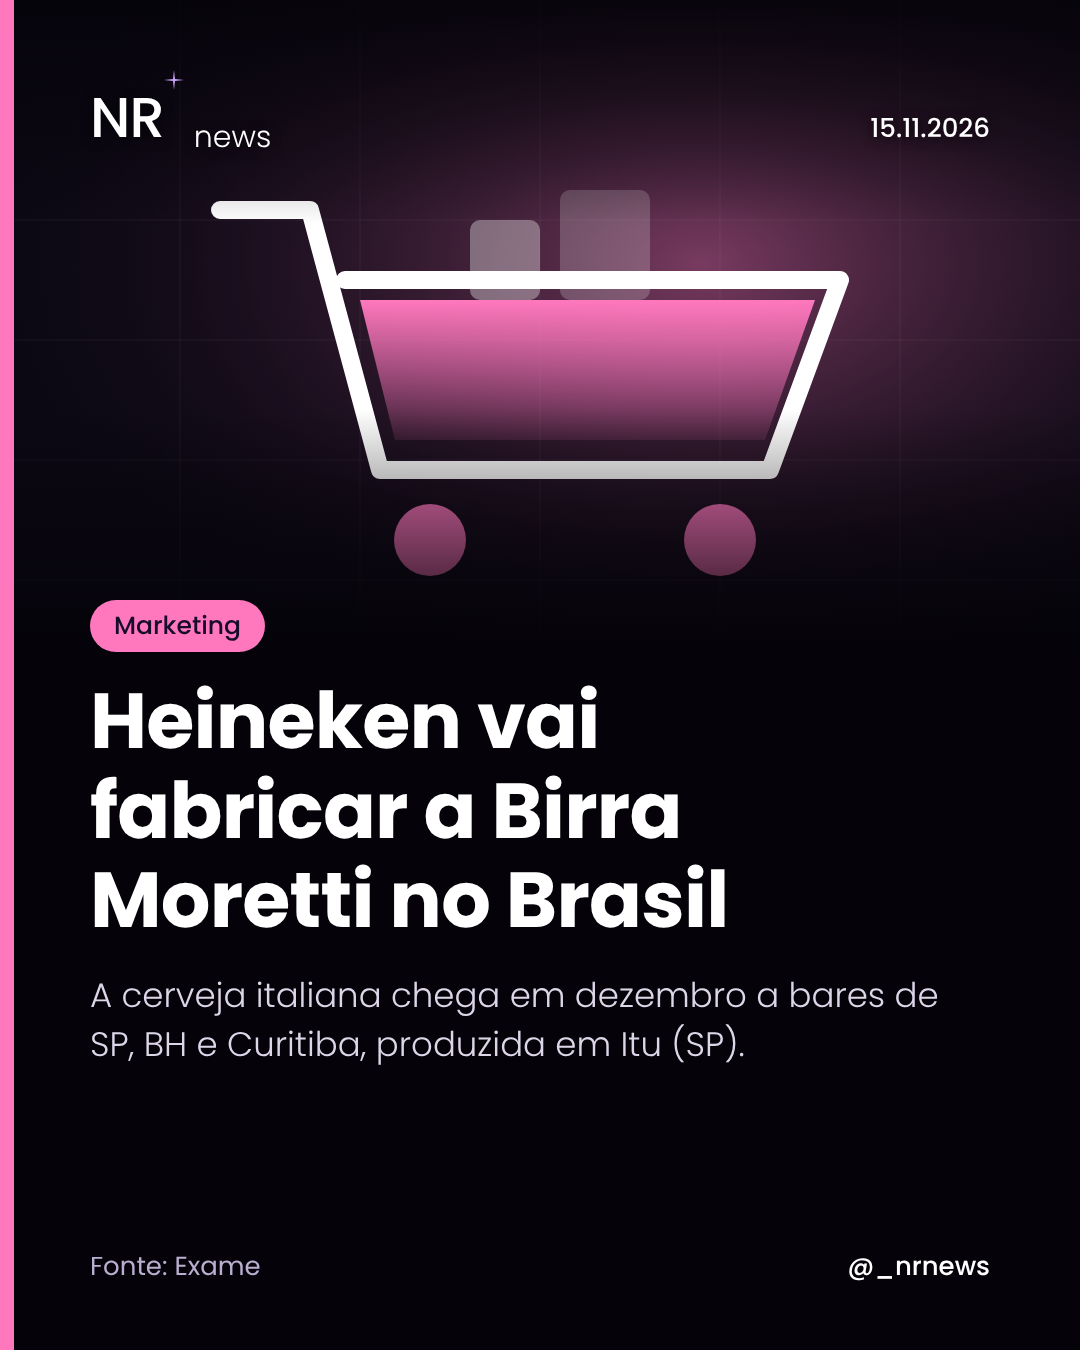 NR news
15.11.2026
Marketing
Heineken vai
fabricar a Birra
Moretti no Brasil
A cerveja italiana chega em dezembro a bares de
SP, BH e Curitiba, produzida em Itu (SP).
Fonte: Exame
@_nrnews